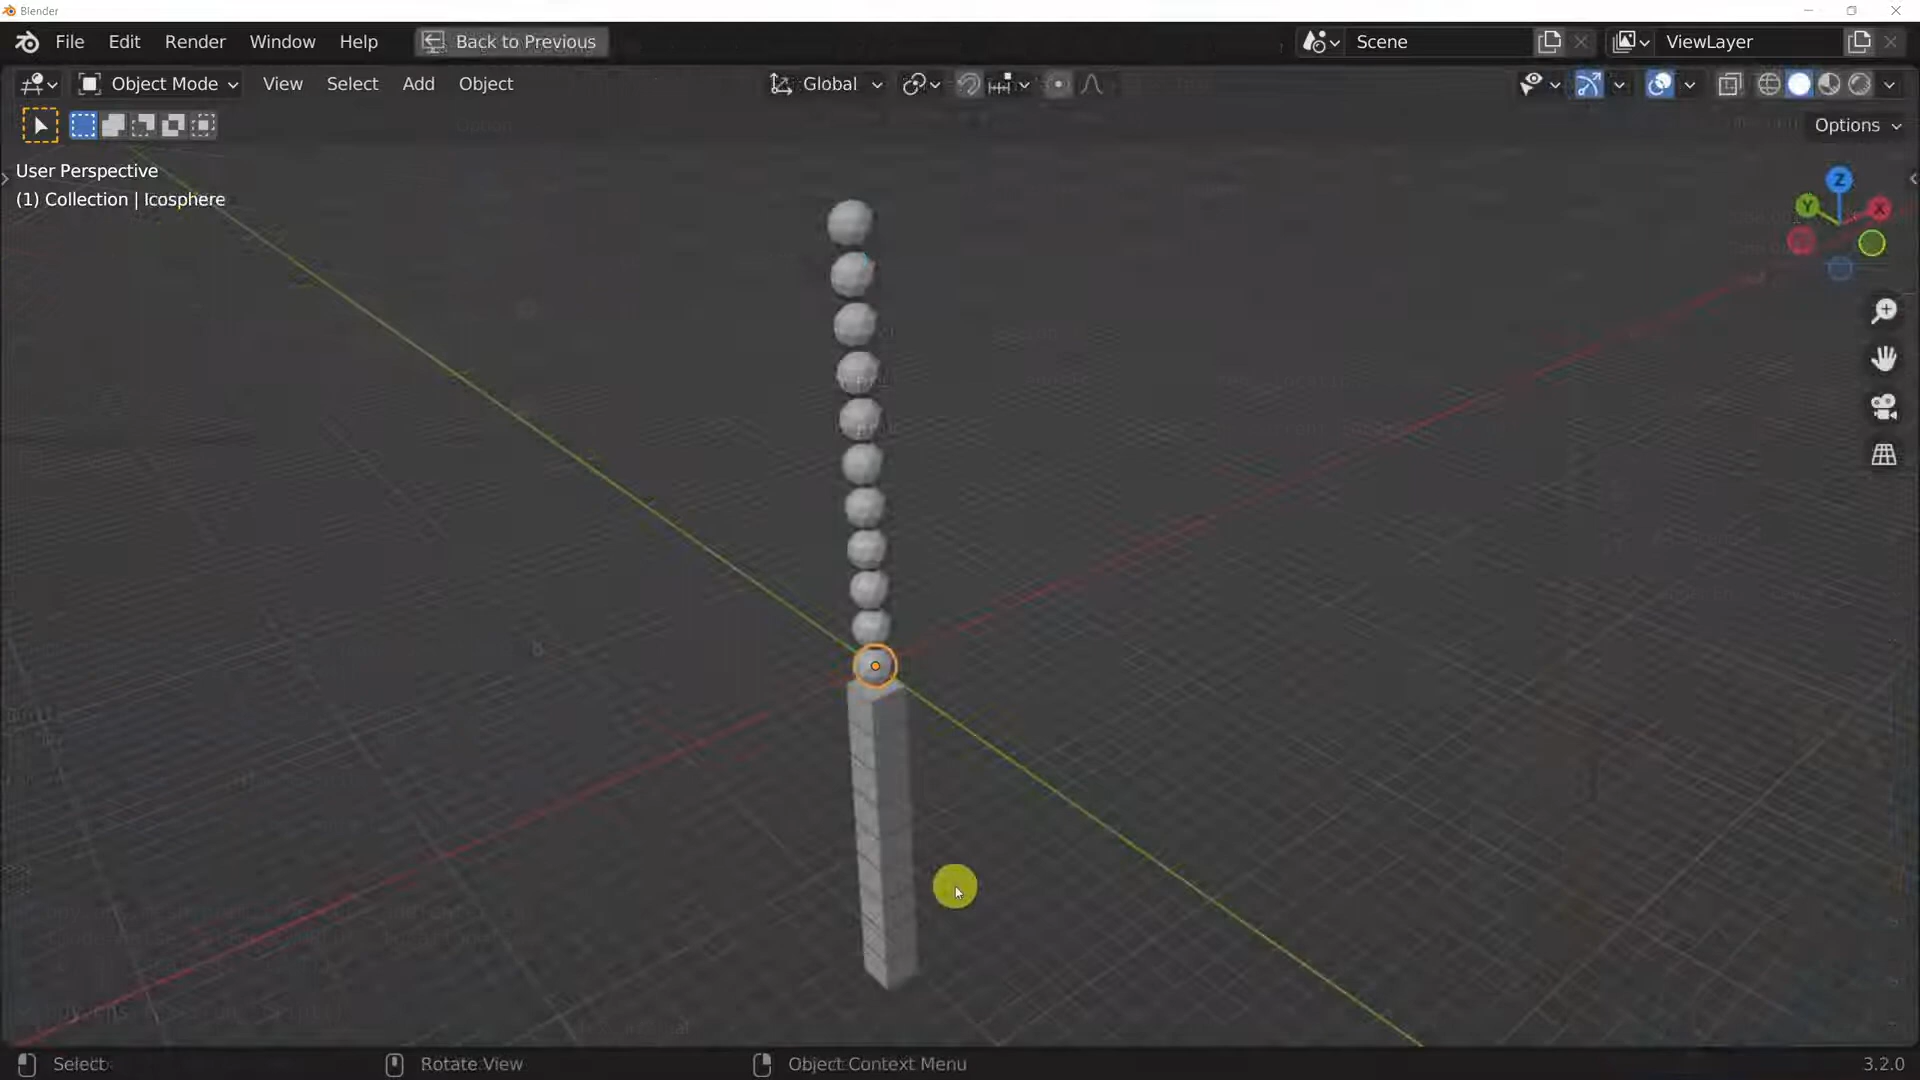 Blender
File Edit Render Window Help Back to Previous Scene ViewLayer
Object Mode View Select Add Object Global
Options
User Perspective
(1) Collection | Icosphere
Z
Y X
Select Rotate View Object Context Menu 3.2.0